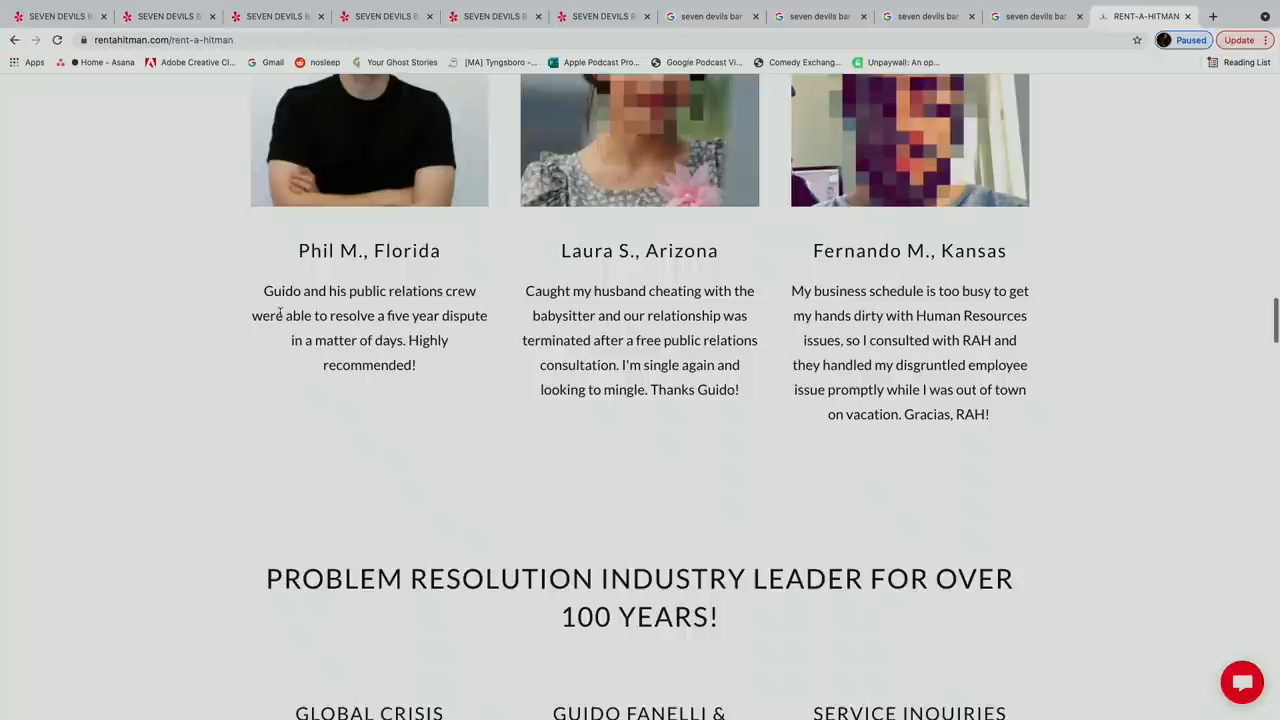 SEVEN DEVILS B
SEVEN DEVILS B
SEVEN DEVILS B
SEVEN DEVILS B
SEVEN DEVILS B
SEVEN DEVILS B
seven devils bar
seven devils bar
seven devils bar
seven devils bar
RENT-A-HITMAN
rentahitman.com/rent-a-hitman
Paused
Update
Apps
Home - Asana
Adobe Creative Cl...
Gmail
nosleep
Your Ghost Stories
[MA] Tyngsboro -...
Apple Podcast Pro...
Google Podcast Vi...
Comedy Exchang...
Unpaywall: An op...
Reading List
Phil M., Florida
Guido and his public relations crew
were able to resolve a five year dispute
in a matter of days. Highly
recommended!
Laura S., Arizona
Caught my husband cheating with the
babysitter and our relationship was
terminated after a free public relations
consultation. I'm single again and
looking to mingle. Thanks Guido!
Fernando M., Kansas
My business schedule is too busy to get
my hands dirty with Human Resources
issues, so I consulted with RAH and
they handled my disgruntled employee
issue promptly while I was out of town
on vacation. Gracias, RAH!
PROBLEM RESOLUTION INDUSTRY LEADER FOR OVER
100 YEARS!
GLOBAL CRISIS
GUIDO FANELLI &
SERVICE INQUIRIES